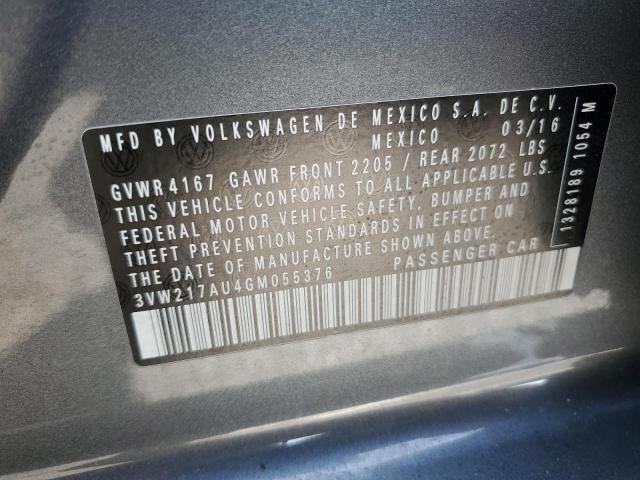 MFD BY VOLKSWAGEN DE MEXICO S.A. DE C.V.
MEXICO 03/16
GVWR 4167 GAWR FRONT 2205 / REAR 2072 LBS
THIS VEHICLE CONFORMS TO ALL APPLICABLE U.S.
FEDERAL MOTOR VEHICLE SAFETY, BUMPER AND
THEFT PREVENTION STANDARDS IN EFFECT ON
THE DATE OF MANUFACTURE SHOWN ABOVE.
3VW217AU4GM055376 PASSENGER CAR
1328189 1054 M